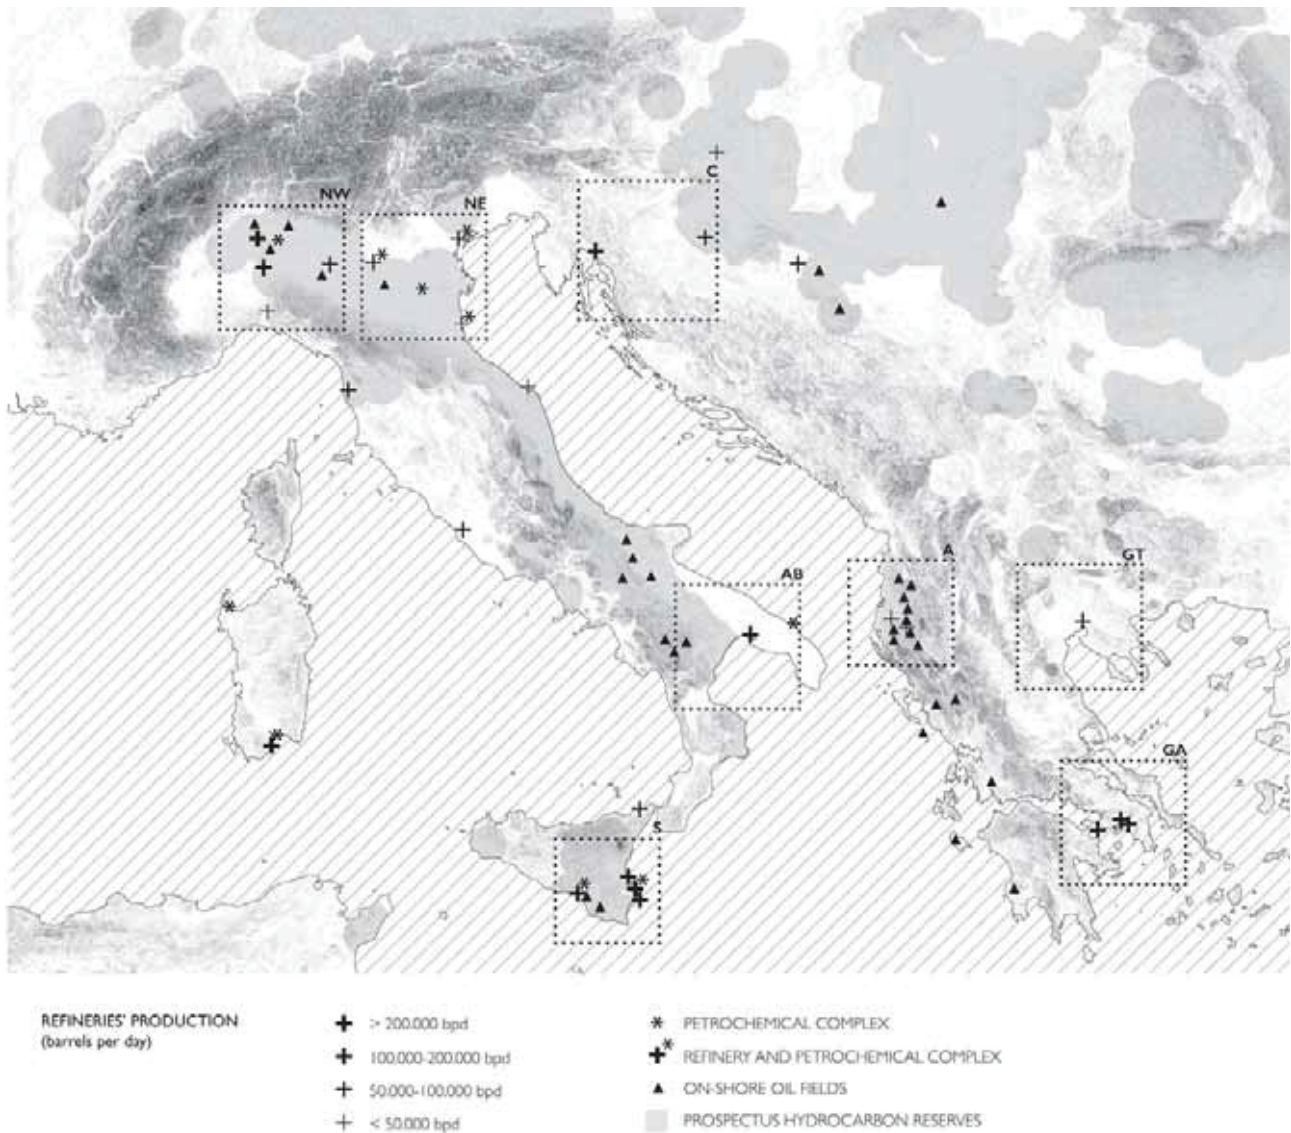 NW
NE
C
AB
A
GT
GA
S
REFINERIES' PRODUCTION
(barrels per day)
> 200.000 bpd
100.000-200.000 bpd
50.000-100.000 bpd
< 50.000 bpd
PETROCHEMICAL COMPLEX
REFINERY AND PETROCHEMICAL COMPLEX
ON-SHORE OIL FIELDS
PROSPECTUS HYDROCARBON RESERVES